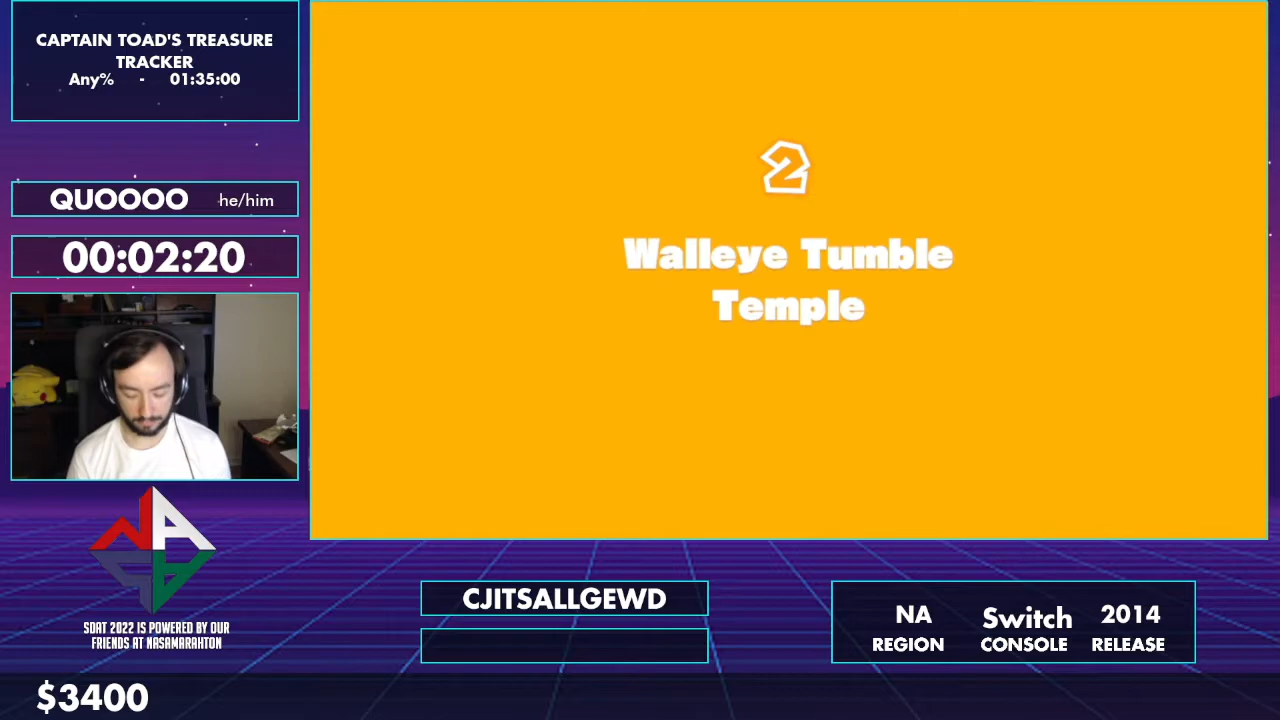 CAPTAIN TOAD'S TREASURE
TRACKER
Any% - 01:35:00
QUOOOO he/him
00:02:20
2
Walleye Tumble
Temple
SDAT 2022 IS POWERED BY OUR
FRIENDS AT NASAMARAHTON
CJITSALLGEWD
NA Switch 2014
REGION CONSOLE RELEASE
$3400